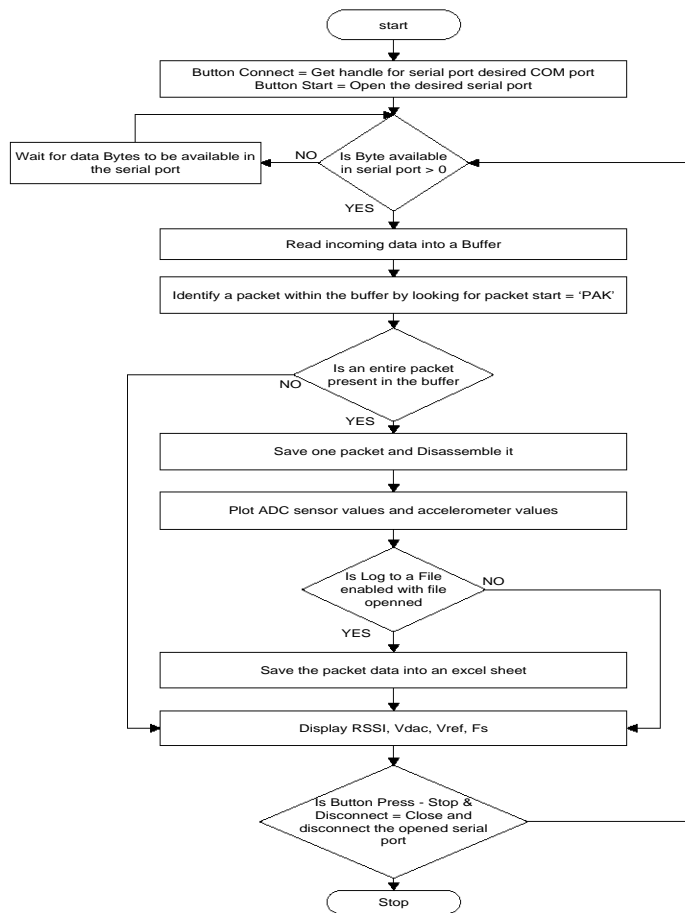 start
Button Connect = Get handle for serial port desired COM port
Button Start = Open the desired serial port
Wait for data Bytes to be available in
the serial port
NO
Is Byte available
in serial port > 0
YES
Read incoming data into a Buffer
Identify a packet within the buffer by looking for packet start = ‘PAK’
Is an entire packet
present in the buffer
NO
YES
Save one packet and Disassemble it
Plot ADC sensor values and accelerometer values
Is Log to a File
enabled with file
openned
NO
YES
Save the packet data into an excel sheet
Display RSSI, Vdac, Vref, Fs
Is Button Press - Stop &
Disconnect = Close and
disconnect the opened serial
port
Stop